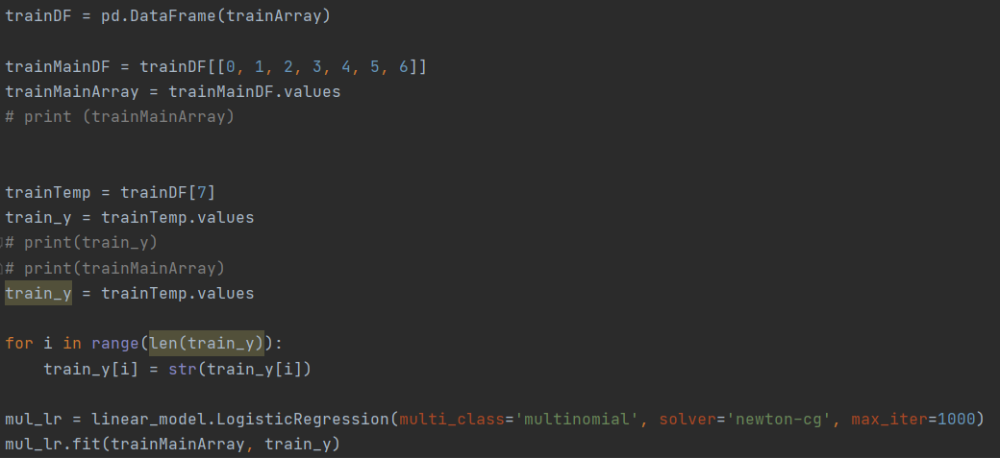 trainDF = pd.DataFrame(trainArray)
trainMainDF = trainDF[[0, 1, 2, 3, 4, 5, 6]]
trainMainArray = trainMainDF.values
# print (trainMainArray)
trainTemp = trainDF[7]
train_y = trainTemp.values
# print(train_y)
# print(trainMainArray)
train_y = trainTemp.values
for i in range(len(train_y)):
    train_y[i] = str(train_y[i])
mul_lr = linear_model.LogisticRegression(multi_class='multinomial', solver='newton-cg', max_iter=1000)
mul_lr.fit(trainMainArray, train_y)